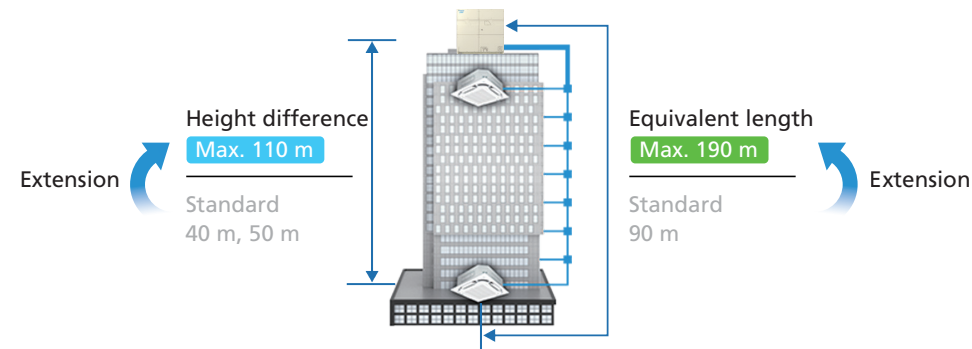 Height difference
Max. 110 m
Extension
Standard
40 m, 50 m
Equivalent length
Max. 190 m
Extension
Standard
90 m